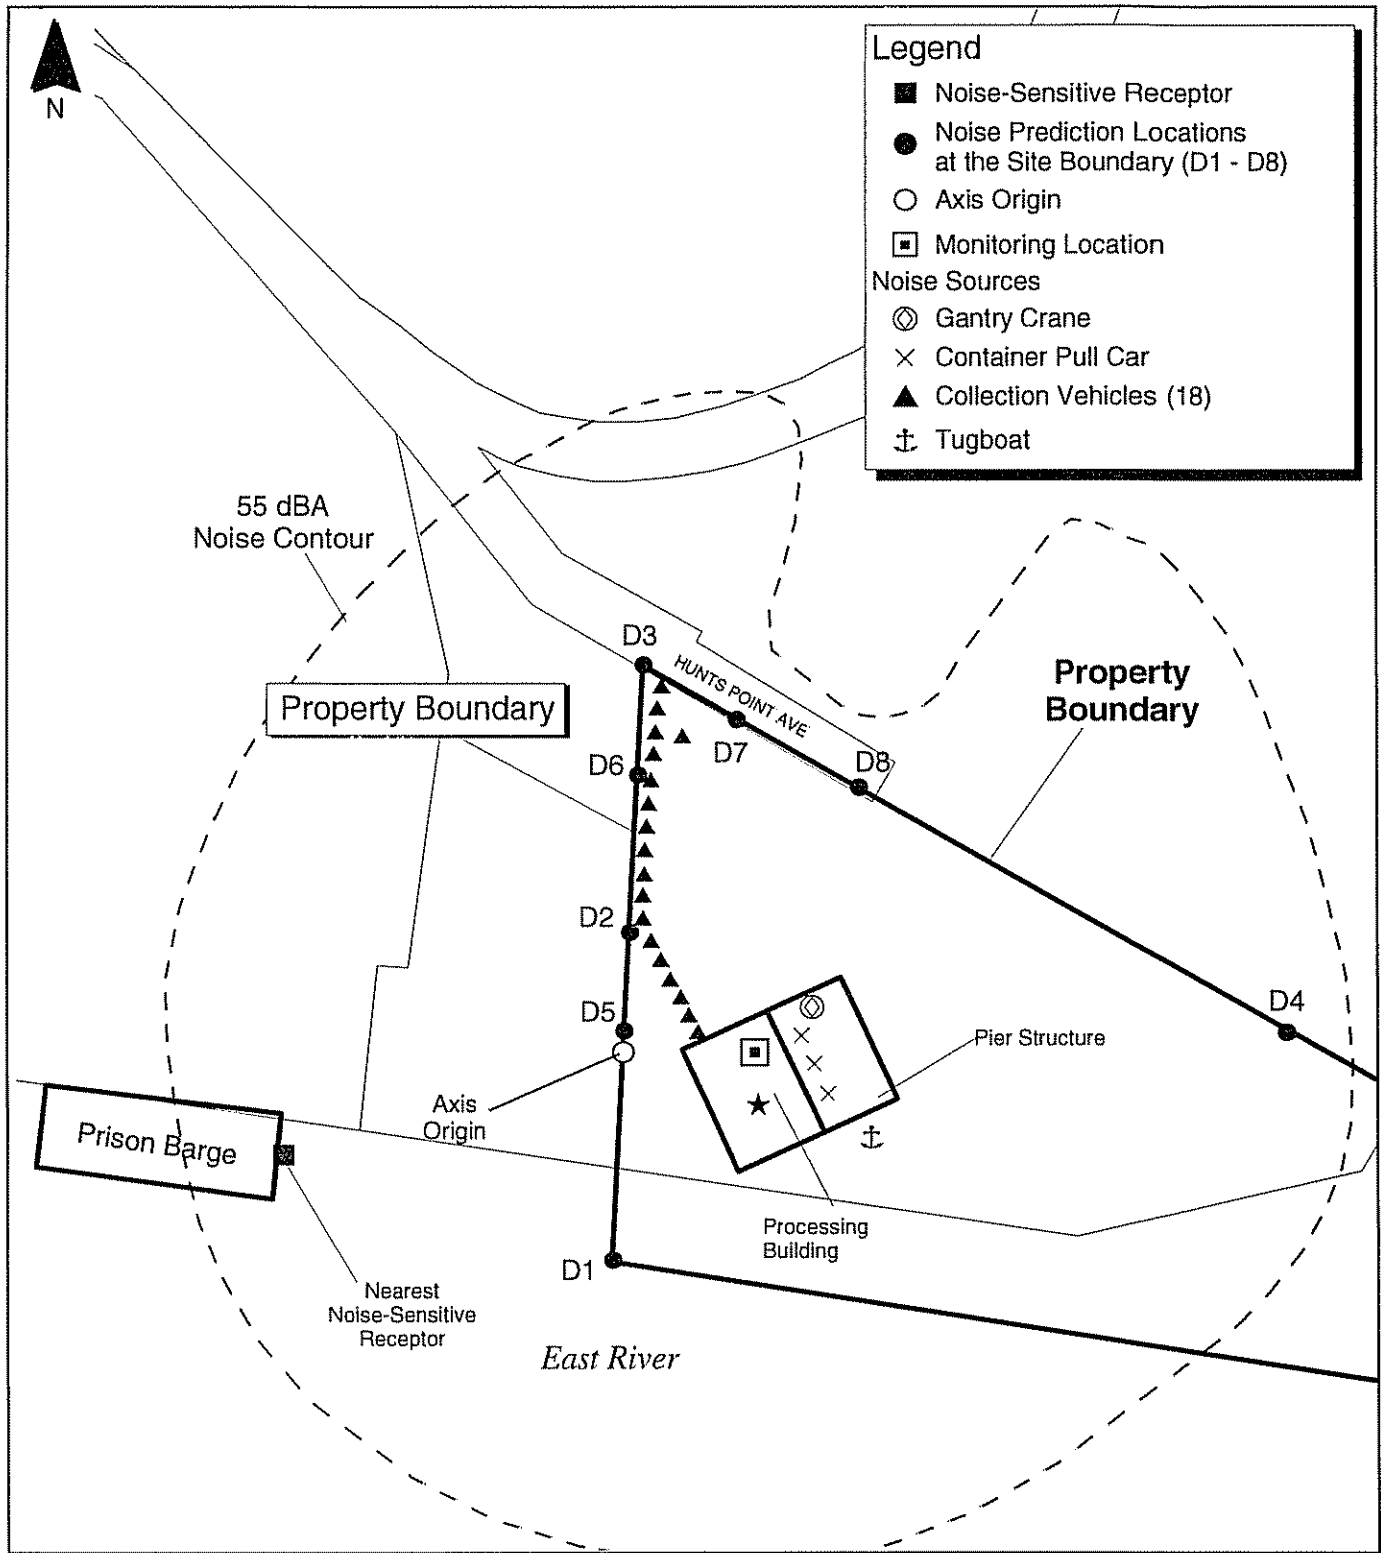 N
Legend
Noise-Sensitive Receptor
Noise Prediction Locations
at the Site Boundary (D1 - D8)
Axis Origin
Monitoring Location
Noise Sources
Gantry Crane
Container Pull Car
Collection Vehicles (18)
Tugboat
55 dBA
Noise Contour
D3
HUNTS POINT AVE
Property
Boundary
Property Boundary
D7
D6
D8
D2
D5
D4
Pier Structure
Axis
Origin
Prison Barge
Processing
Building
D1
Nearest
Noise-Sensitive
Receptor
East River